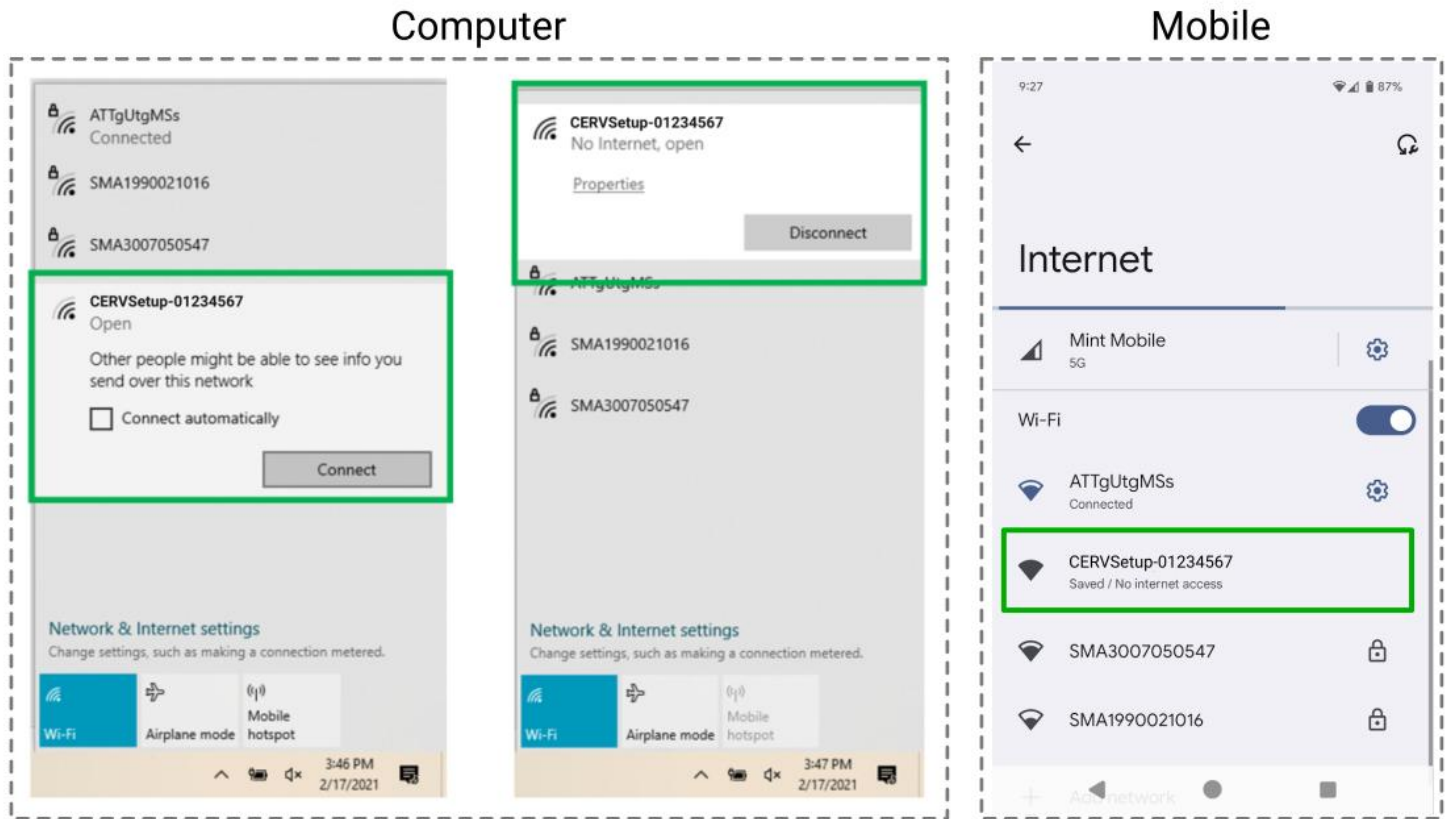 Computer
ATTgUtgMSs
Connected
SMA1990021016
SMA3007050547
CERVSetup-01234567
Open
Other people might be able to see info you
send over this network
Connect automatically
Connect
Network & Internet settings
Change settings, such as making a connection metered.
Wi-Fi
Airplane mode
Mobile
hotspot
3:46 PM
2/17/2021
CERVSetup-01234567
No Internet, open
Properties
Disconnect
ATTgUtgMSs
SMA1990021016
SMA3007050547
Network & Internet settings
Change settings, such as making a connection metered.
Wi-Fi
Airplane mode
Mobile
hotspot
3:47 PM
2/17/2021
Mobile
9:27
87%
Internet
Mint Mobile
5G
Wi-Fi
ATTgUtgMSs
Connected
CERVSetup-01234567
Saved / No internet access
SMA3007050547
SMA1990021016
Add network